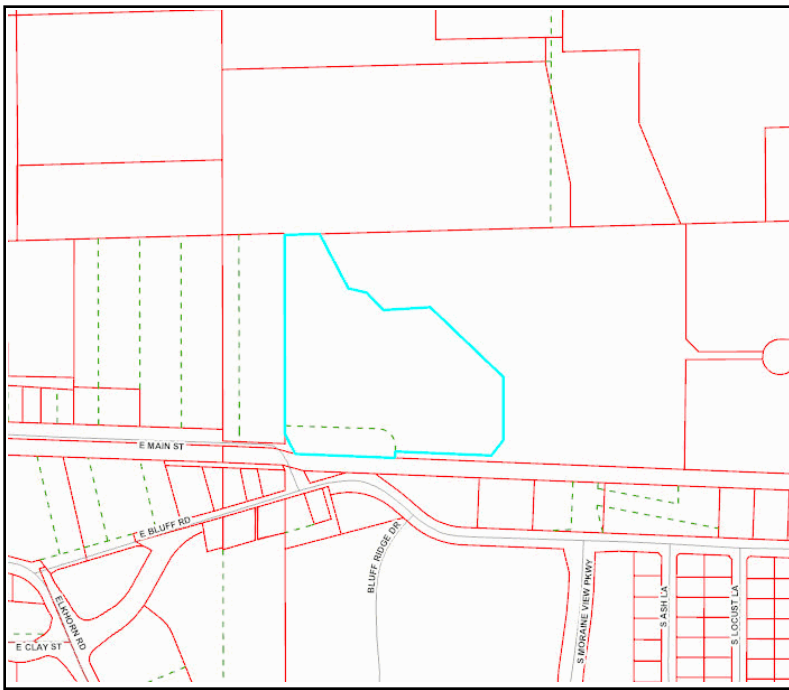 E MAIN ST
E BLUFF RD
BLUFF RIDGE DR
ELKHORN RD
E CLAY ST
S MORAINE VIEW PKWY
S ASH LA
S LOCUST LA